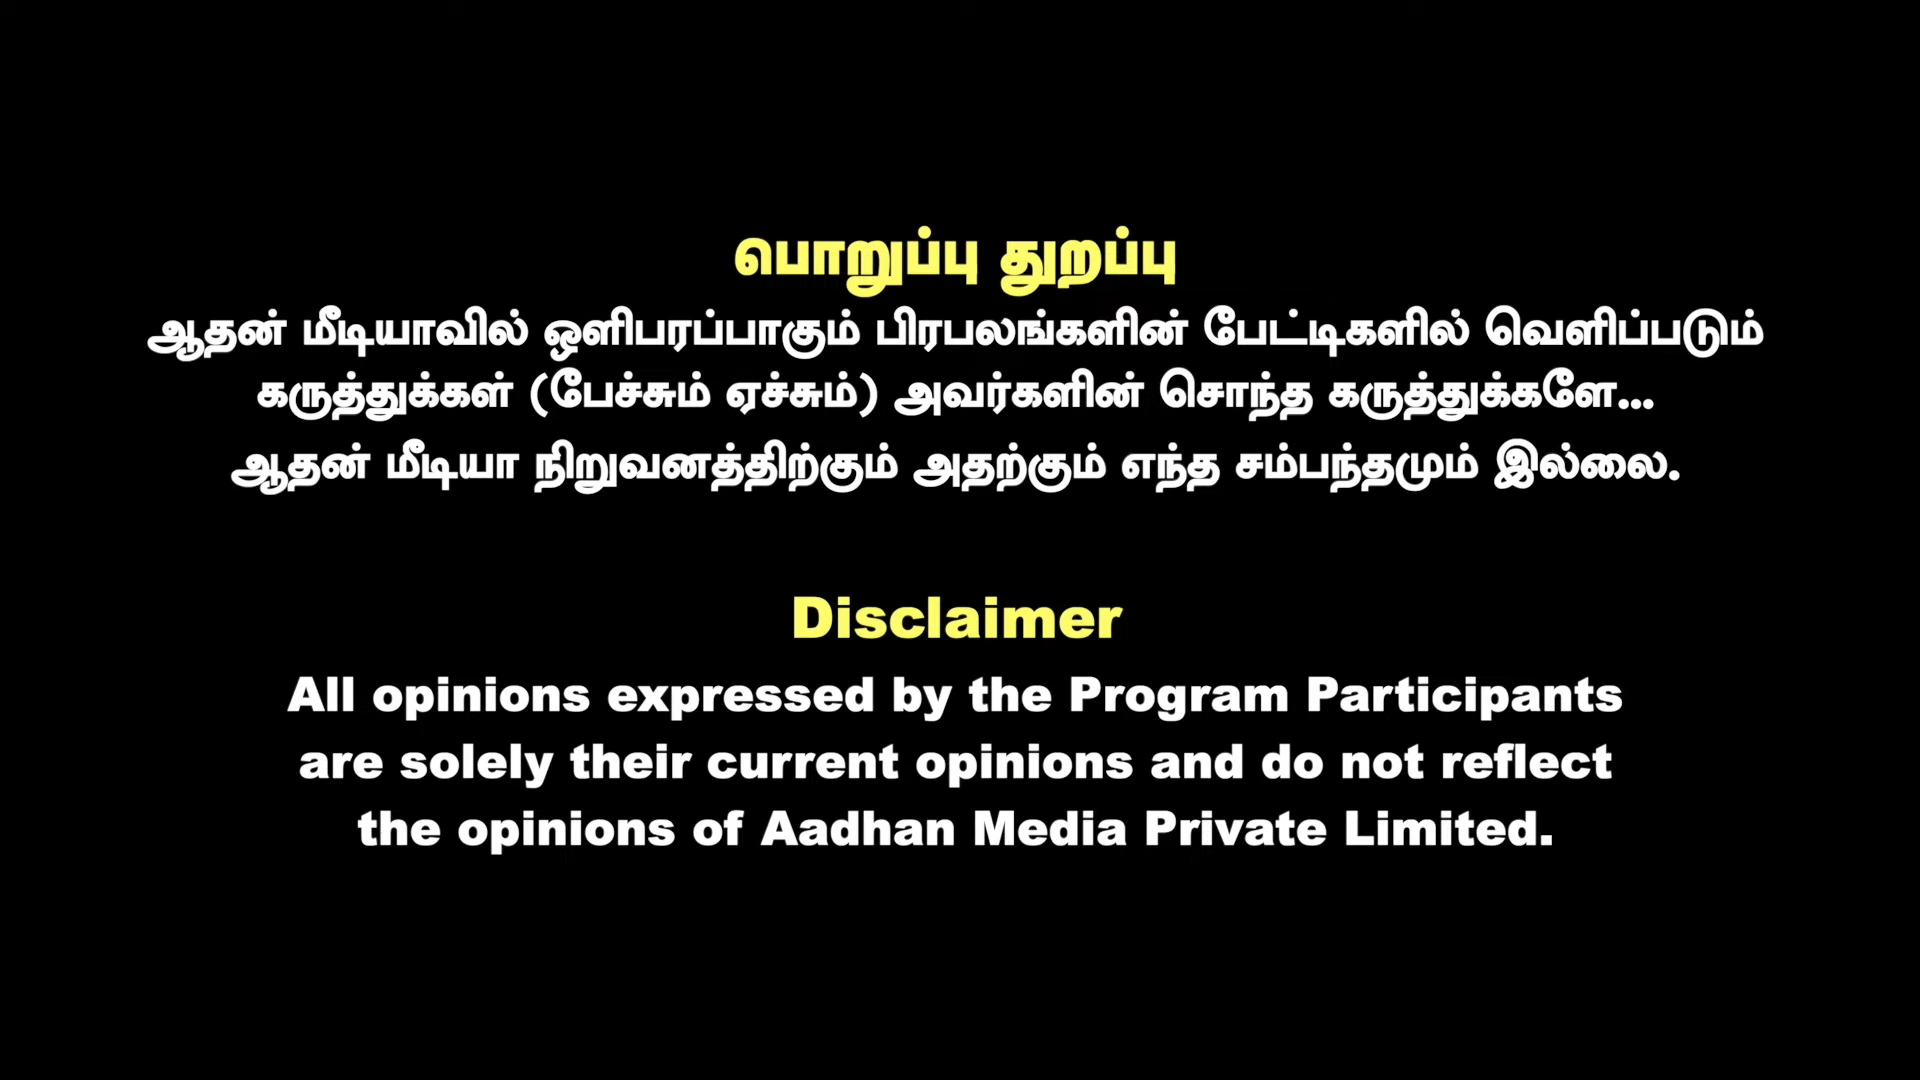 பொறுப்பு துறப்பு
ஆதன் மீடியாவில் ஒளிபரப்பாகும் பிரபலங்களின் பேட்டிகளில் வெளிப்படும்
கருத்துக்கள் (பேச்சும் ஏச்சும்) அவர்களின் சொந்த கருத்துக்களே...
ஆதன் மீடியா நிறுவனத்திற்கும் அதற்கும் எந்த சம்பந்தமும் இல்லை.
Disclaimer
All opinions expressed by the Program Participants
are solely their current opinions and do not reflect
the opinions of Aadhan Media Private Limited.